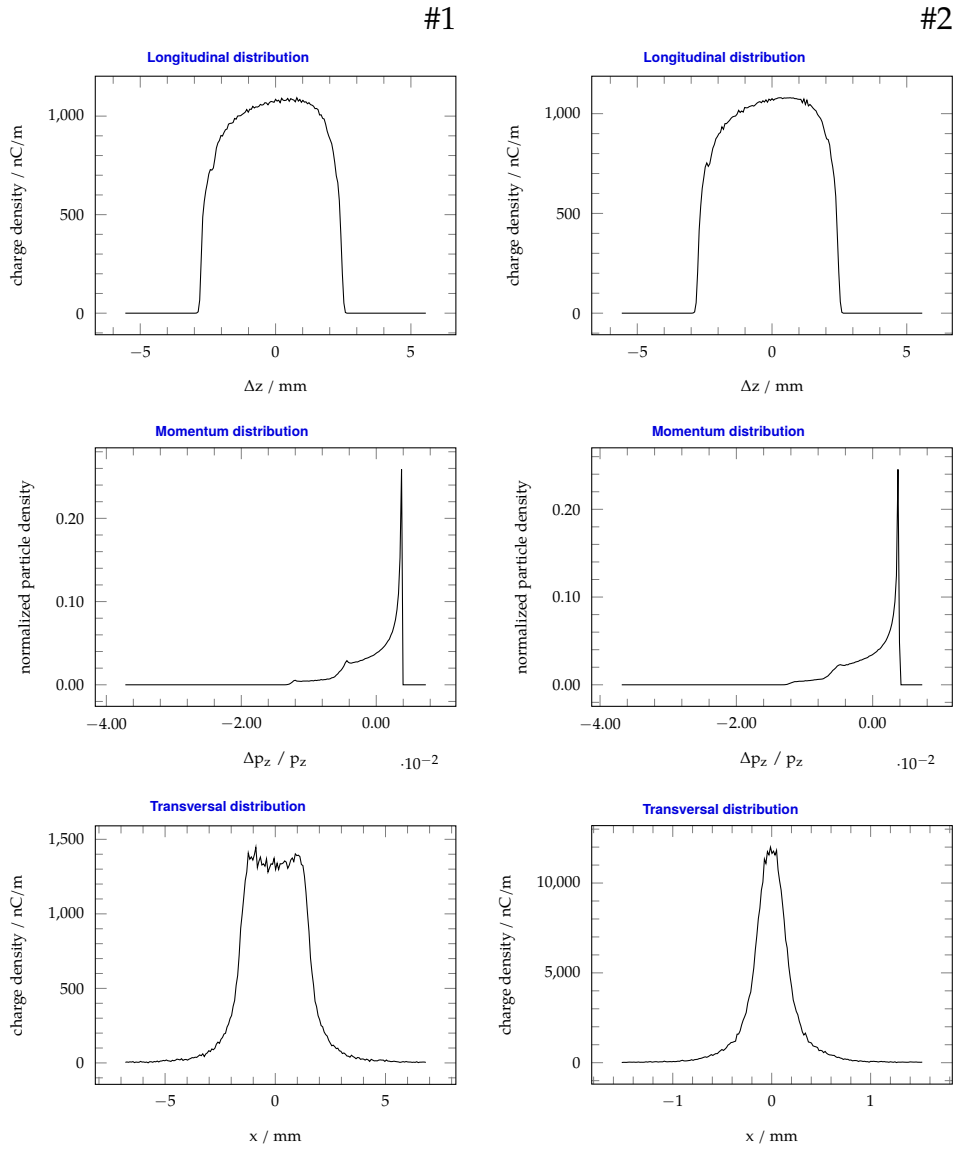 #1
#2
Longitudinal distribution
Longitudinal distribution
charge density / nC/m
1,000
500
0
−5
0
5
Δz / mm
charge density / nC/m
1,000
500
0
−5
0
5
Δz / mm
Momentum distribution
Momentum distribution
normalized particle density
0.20
0.10
0.00
−4.00
−2.00
0.00
Δpz / pz
·10−2
normalized particle density
0.20
0.10
0.00
−4.00
−2.00
0.00
Δpz / pz
·10−2
Transversal distribution
Transversal distribution
charge density / nC/m
1,500
1,000
500
0
−5
0
5
x / mm
charge density / nC/m
10,000
5,000
0
−1
0
1
x / mm